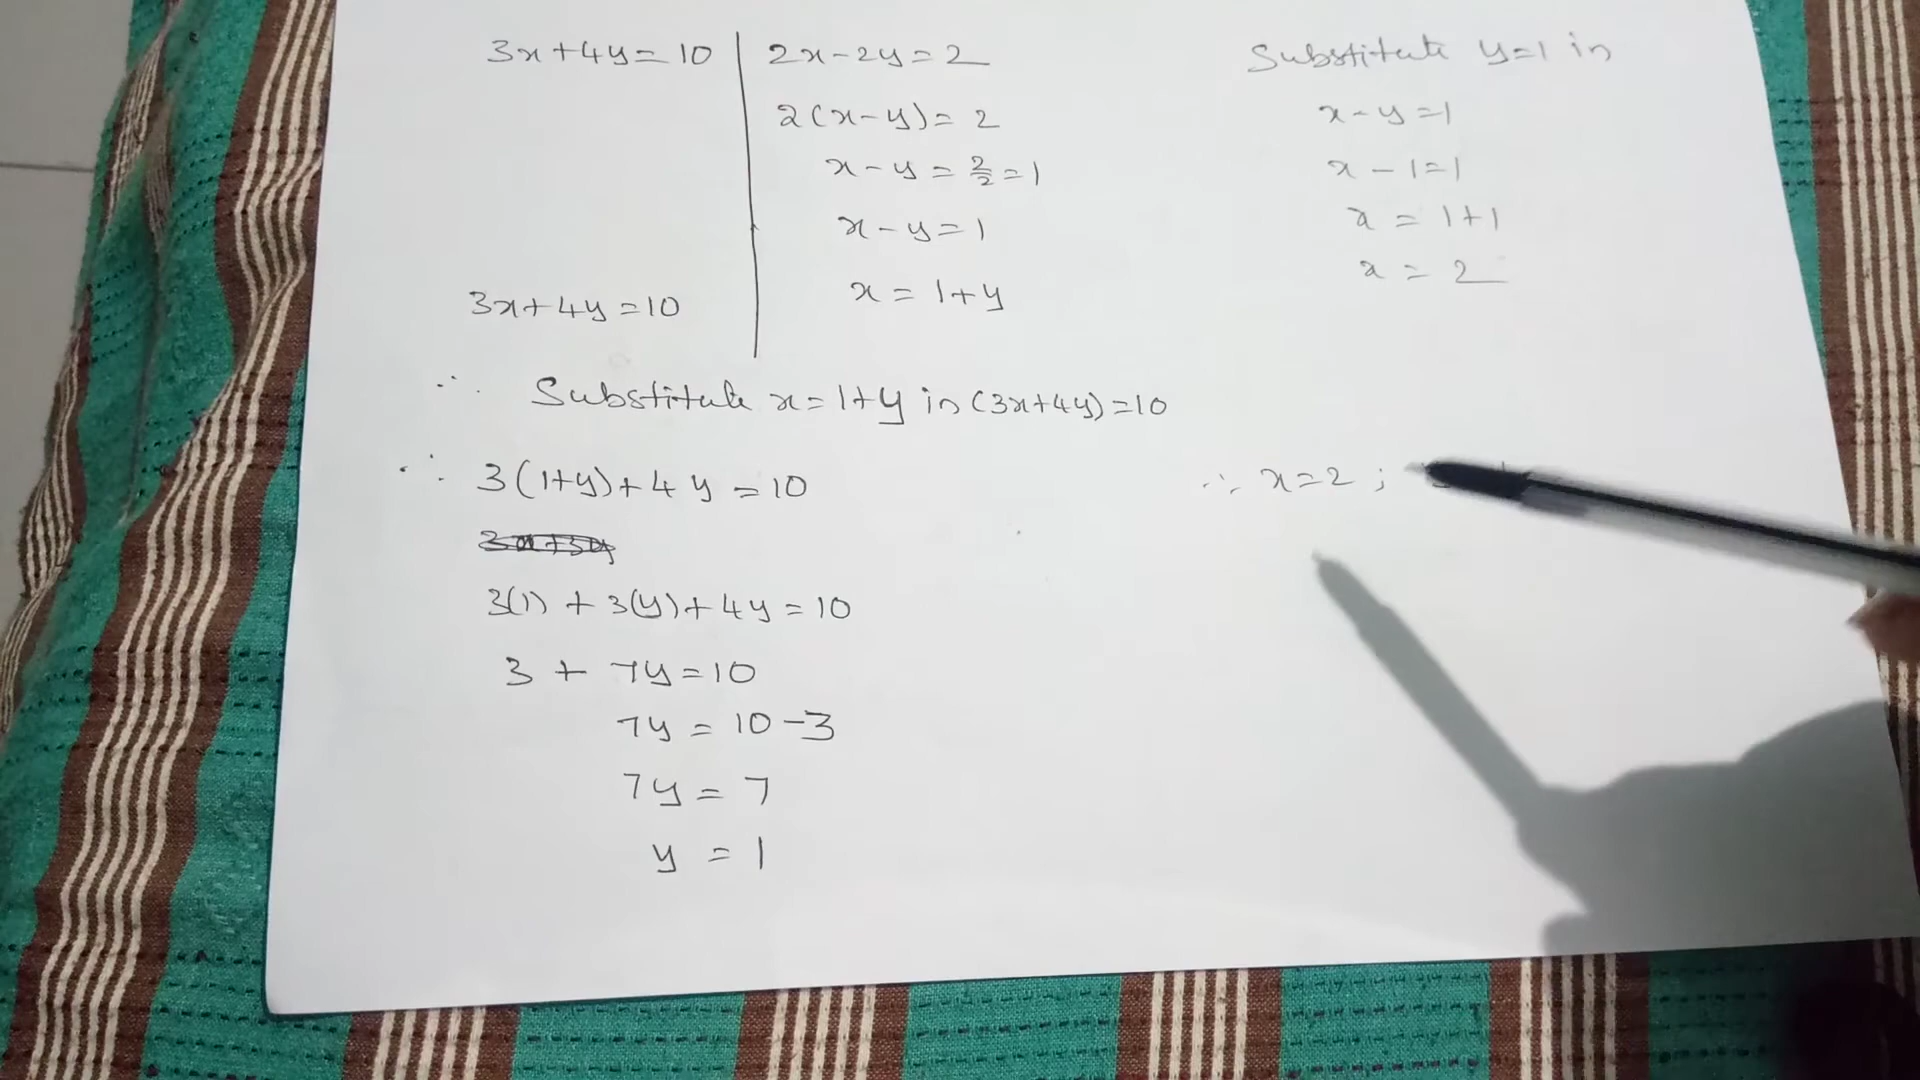 3x+4y=10
2x-2y=2
2(x-y)=2
x-y=2/2=1
x-y=1
3x+4y=10
x=1+y
∴ Substitute x=1+y in (3x+4y)=10
∴ 3(1+y)+4y=10
3(1)+3(y)+4y=10
3+7y=10
7y=10-3
7y=7
y=1
Substitute y=1 in
x-y=1
x-1=1
x=1+1
x=2
∴ x=2;